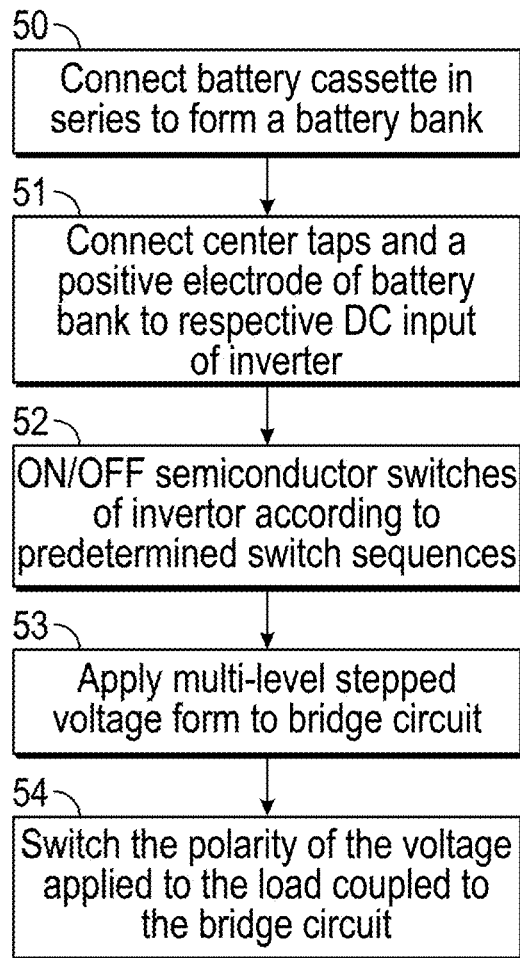 50
Connect battery cassette in
series to form a battery bank
51
Connect center taps and a
positive electrode of battery
bank to respective DC input
of inverter
52
ON/OFF semiconductor switches
of invertor according to
predetermined switch sequences
53
Apply multi-level stepped
voltage form to bridge circuit
54
Switch the polarity of the voltage
applied to the load coupled to
the bridge circuit